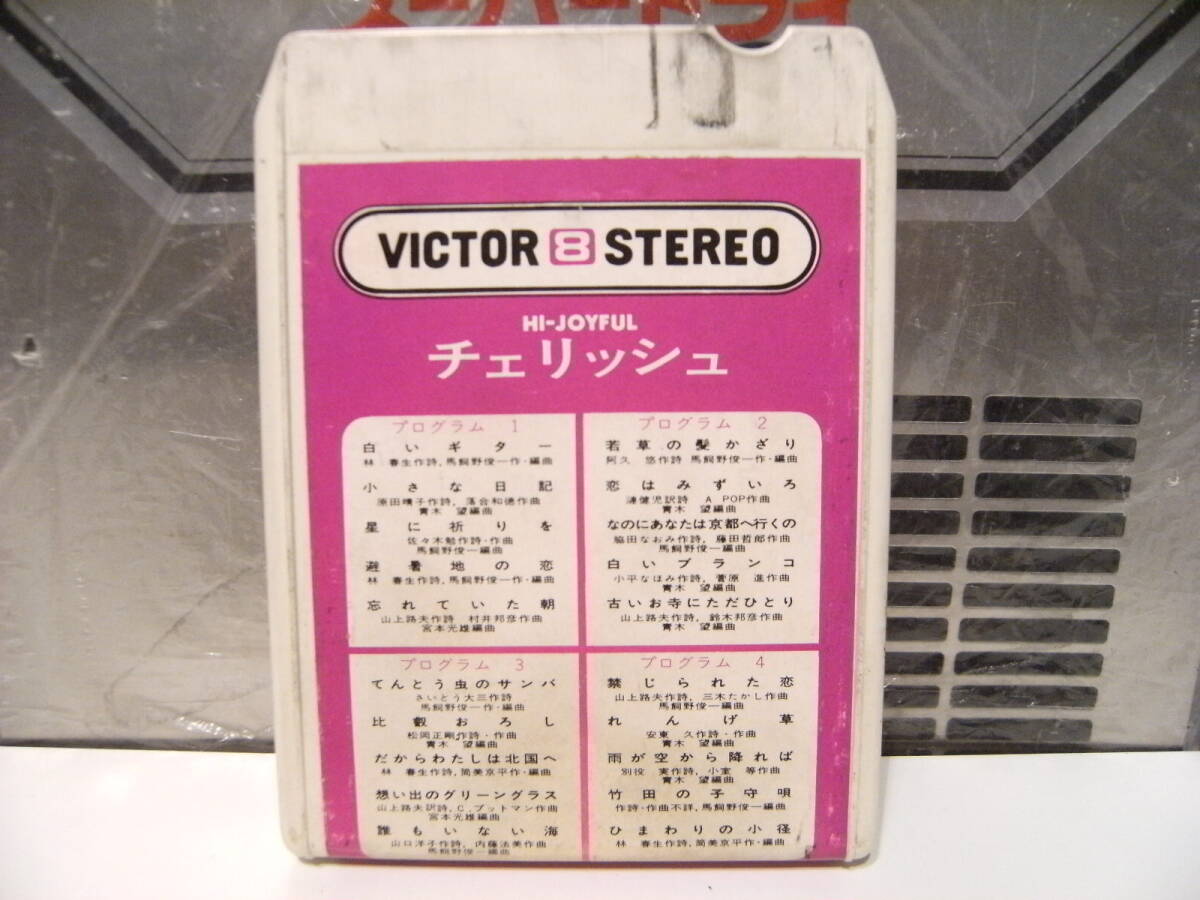 スーパードライ
VICTOR 8 STEREO
HI-JOYFUL
チェリッシュ
プログラム 1
白いギター
林 春生作詩,馬飼野俊一作・編曲
小さな日記
原田晴子作詩,落合和徳作曲
青木 望編曲
星に祈りを
佐々木勉作詩・作曲
馬飼野俊一編曲
避暑地の恋
林 春生作詩,馬飼野俊一作・編曲
忘れていた朝
山上路夫作詩 村井邦彦作曲
宮本光雄編曲
プログラム 2
若草の髪かざり
阿久 悠作詩 馬飼野俊一作・編曲
恋はみずいろ
漣健児訳詩 A POP作曲
青木 望編曲
なのにあなたは京都へ行くの
脇田なおみ作詩,藤田哲郎作曲
馬飼野俊一編曲
白いブランコ
小平なほみ作詩,菅原 進作曲
青木 望編曲
古いお寺にただひとり
山上路夫作詩,鈴木邦彦作曲
青木 望編曲
プログラム 3
てんとう虫のサンバ
さいとう大三作詩
馬飼野俊一作・編曲
比叡おろし
松岡正剛作詩・作曲
青木 望編曲
だからわたしは北国へ
林 春生作詩,筒美京平作・編曲
想い出のグリーングラス
山上路夫訳詩,C.プットマン作曲
宮本光雄編曲
誰もいない海
山口洋子作詩,内藤法美作曲
馬飼野俊一編曲
プログラム 4
禁じられた恋
山上路夫作詩,三木たかし作曲
馬飼野俊一編曲
れんげ草
安東 久作詩・作曲
青木 望編曲
雨が空から降れば
別役 実作詩,小室 等作曲
青木 望編曲
竹田の子守唄
作詩・作曲不詳,馬飼野俊一編曲
ひまわりの小径
林 春生作詩,筒美京平作・編曲